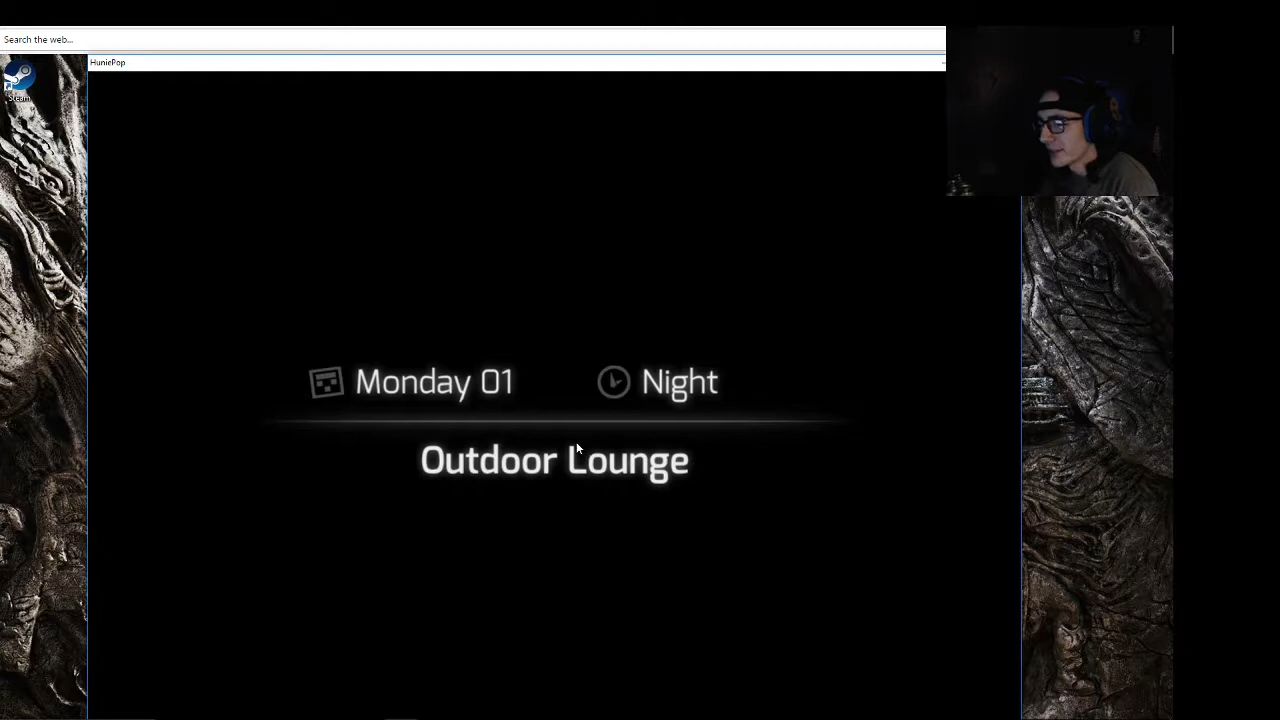 Search the web...
HuniePop
Steam
Monday 01
Night
Outdoor Lounge